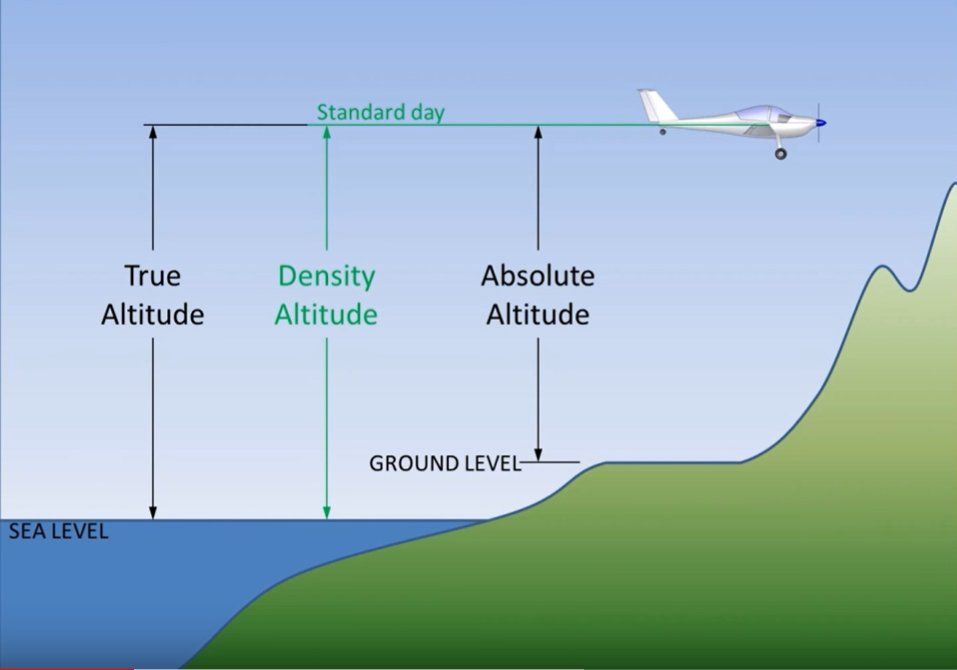 Standard day
True
Altitude
Density
Altitude
Absolute
Altitude
GROUND LEVEL
SEA LEVEL